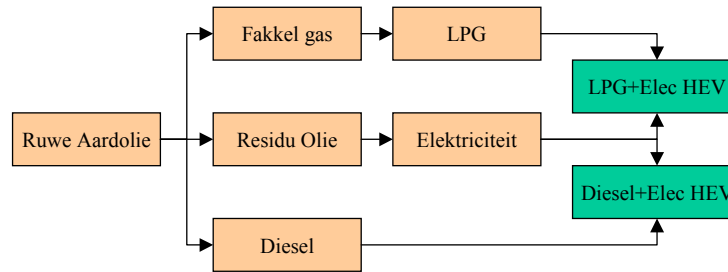 Fakkel gas
LPG
LPG+Elec HEV
Ruwe Aardolie
Residu Olie
Elektriciteit
Diesel+Elec HEV
Diesel